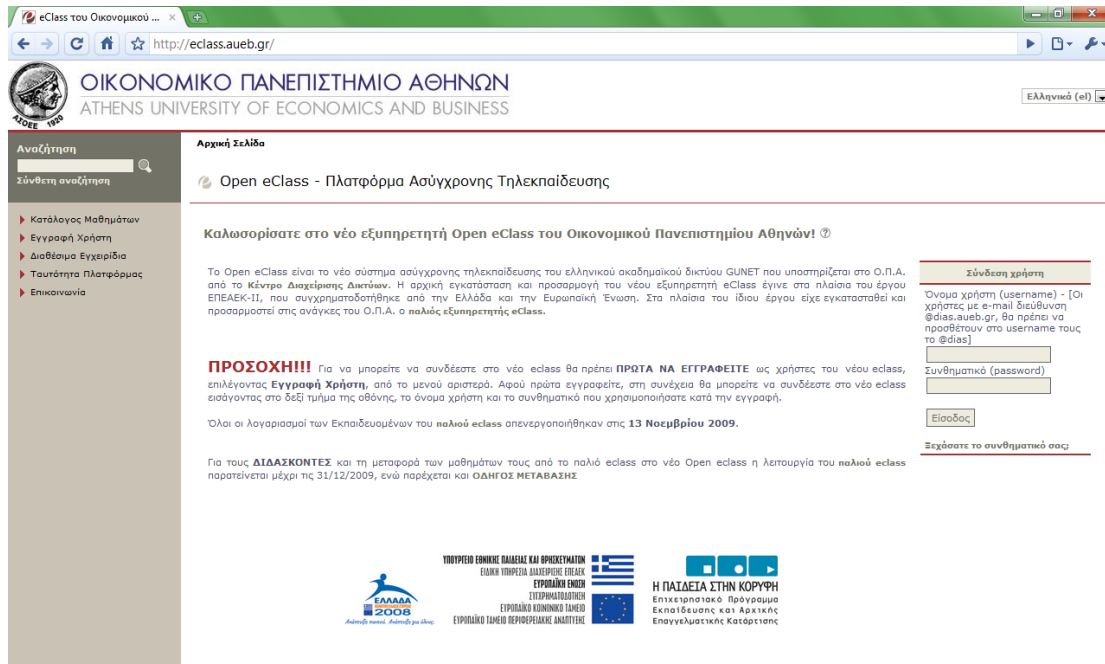 eClass του Οικονομικού ...
http://eclass.aueb.gr/
ΟΙΚΟΝΟΜΙΚΟ ΠΑΝΕΠΙΣΤΗΜΙΟ ΑΘΗΝΩΝ
ATHENS UNIVERSITY OF ECONOMICS AND BUSINESS
ΑΣΟΕΕ 1920
Ελληνικά (el)
Αναζήτηση
Σύνθετη αναζήτηση
Κατάλογος Μαθημάτων
Εγγραφή Χρήστη
Διαθέσιμα Εγχειρίδια
Ταυτότητα Πλατφόρμας
Επικοινωνία
Αρχική Σελίδα
Open eClass - Πλατφόρμα Ασύγχρονης Τηλεκπαίδευσης
Καλωσορίσατε στο νέο εξυπηρετητή Open eClass του Οικονομικού Πανεπιστημίου Αθηνών!
Το Open eClass είναι το νέο σύστημα ασύγχρονης τηλεκπαίδευσης του ελληνικού ακαδημαϊκού δικτύου GUNET που υποστηρίζεται στο Ο.Π.Α.
από το Κέντρο Διαχείρισης Δικτύων. Η αρχική εγκατάσταση και προσαρμογή του νέου εξυπηρετητή eClass έγινε στα πλαίσια του έργου
ΕΠΕΑΕΚ-ΙΙ, που συγχρηματοδοτήθηκε από την Ελλάδα και την Ευρωπαϊκή Ένωση. Στα πλαίσια του ίδιου έργου είχε εγκατασταθεί και
προσαρμοστεί στις ανάγκες του Ο.Π.Α. ο παλιός εξυπηρετητής eClass.
ΠΡΟΣΟΧΗ!!! Για να μπορείτε να συνδέεστε στο νέο eclass θα πρέπει ΠΡΩΤΑ ΝΑ ΕΓΓΡΑΦΕΙΤΕ ως χρήστες του νέου eclass,
επιλέγοντας Εγγραφή Χρήστη, από το μενού αριστερά. Αφού πρώτα εγγραφείτε, στη συνέχεια θα μπορείτε να συνδέεστε στο νέο eclass
εισάγοντας στο δεξί τμήμα της οθόνης, το όνομα χρήστη και το συνθηματικό που χρησιμοποιήσατε κατά την εγγραφή.
Όλοι οι λογαριασμοί των Εκπαιδευομένων του παλιού eclass απενεργοποιήθηκαν στις 13 Νοεμβρίου 2009.
Για τους ΔΙΔΑΣΚΟΝΤΕΣ και τη μεταφορά των μαθημάτων τους από το παλιό eclass στο νέο Open eclass η λειτουργία του παλιού eclass
παρατείνεται μέχρι τις 31/12/2009, ενώ παρέχεται και ΟΔΗΓΟΣ ΜΕΤΑΒΑΣΗΣ
Σύνδεση χρήστη
Όνομα χρήστη (username) - [Οι
χρήστες με e-mail διεύθυνση
@dias.aueb.gr, θα πρέπει να
προσθέτουν στο username τους
το @dias]
Συνθηματικό (password)
Είσοδος
Ξεχάσατε το συνθηματικό σας;
ΕΛΛΑΔΑ
2008
Ανάπτυξη παντού. Ανάπτυξη για όλους.
ΥΠΟΥΡΓΕΙΟ ΕΘΝΙΚΗΣ ΠΑΙΔΕΙΑΣ ΚΑΙ ΘΡΗΣΚΕΥΜΑΤΩΝ
ΕΙΔΙΚΗ ΥΠΗΡΕΣΙΑ ΔΙΑΧΕΙΡΙΣΗΣ ΕΠΕΑΕΚ
ΕΥΡΩΠΑΪΚΗ ΕΝΩΣΗ
ΣΥΓΧΡΗΜΑΤΟΔΟΤΗΣΗ
ΕΥΡΩΠΑΪΚΟ ΚΟΙΝΩΝΙΚΟ ΤΑΜΕΙΟ
ΕΥΡΩΠΑΪΚΟ ΤΑΜΕΙΟ ΠΕΡΙΦΕΡΕΙΑΚΗΣ ΑΝΑΠΤΥΞΗΣ
Η ΠΑΙΔΕΙΑ ΣΤΗΝ ΚΟΡΥΦΗ
Επιχειρησιακό Πρόγραμμα
Εκπαίδευσης και Αρχικής
Επαγγελματικής Κατάρτισης